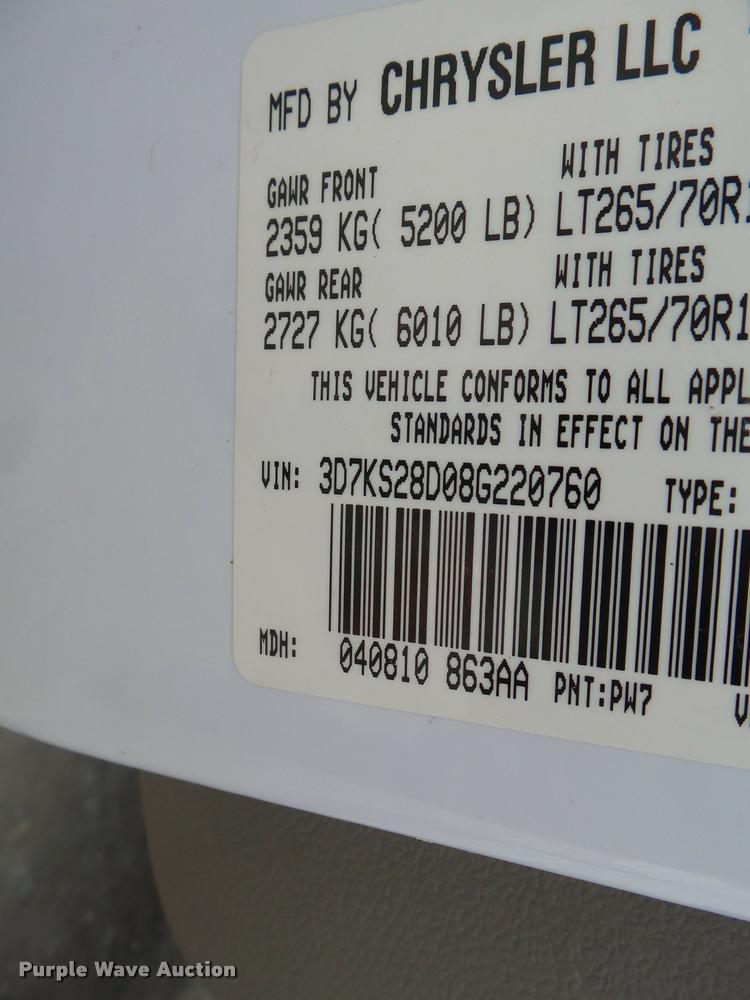 MFD BY CHRYSLER LLC
GAWR FRONT WITH TIRES
2359 KG( 5200 LB) LT265/70R1
GAWR REAR WITH TIRES
2727 KG( 6010 LB) LT265/70R1
THIS VEHICLE CONFORMS TO ALL APPL
STANDARDS IN EFFECT ON THE
VIN: 3D7KS28D08G220760 TYPE:
MDH: 040810 863AA PNT:PW7 V
Purple Wave Auction